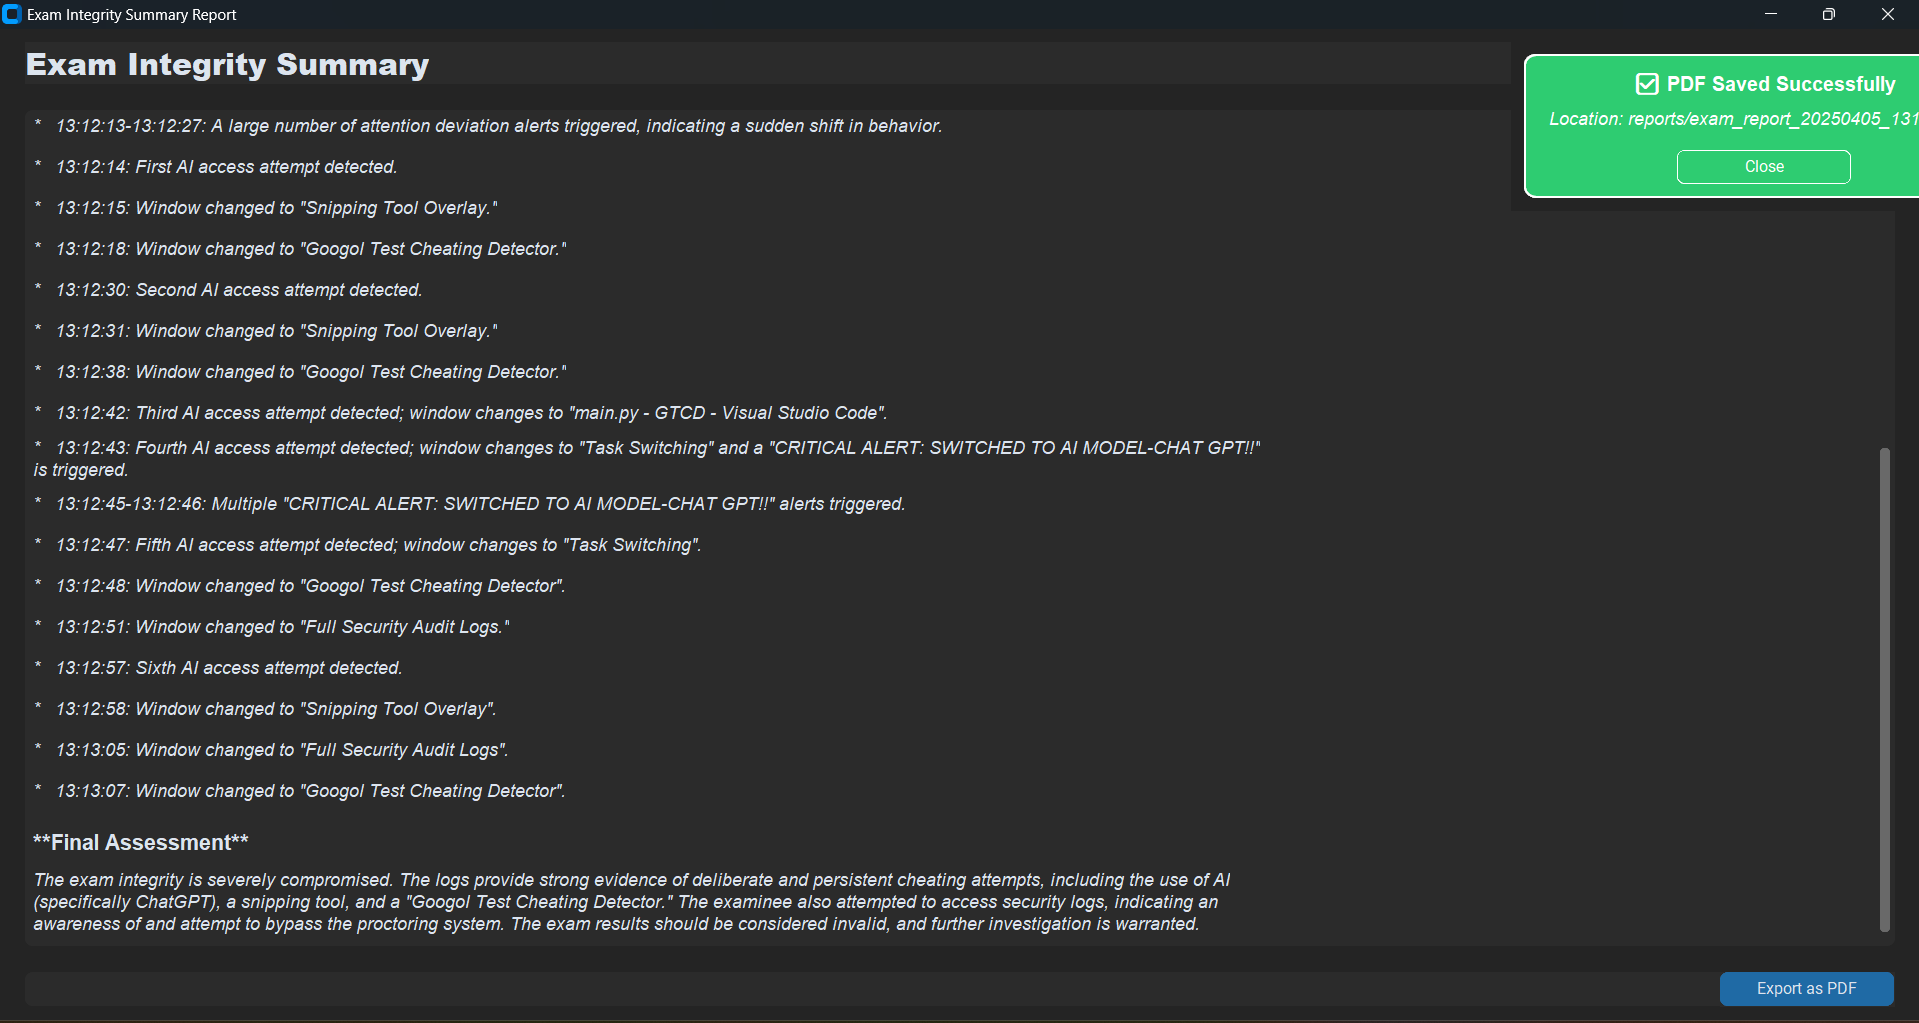 Exam Integrity Summary Report
Exam Integrity Summary
PDF Saved Successfully
Location: reports/exam_report_20250405_131
Close
* 13:12:13-13:12:27: A large number of attention deviation alerts triggered, indicating a sudden shift in behavior.
* 13:12:14: First AI access attempt detected.
* 13:12:15: Window changed to "Snipping Tool Overlay."
* 13:12:18: Window changed to "Googol Test Cheating Detector."
* 13:12:30: Second AI access attempt detected.
* 13:12:31: Window changed to "Snipping Tool Overlay."
* 13:12:38: Window changed to "Googol Test Cheating Detector."
* 13:12:42: Third AI access attempt detected; window changes to "main.py - GTCD - Visual Studio Code".
* 13:12:43: Fourth AI access attempt detected; window changes to "Task Switching" and a "CRITICAL ALERT: SWITCHED TO AI MODEL-CHAT GPT!!"
is triggered.
* 13:12:45-13:12:46: Multiple "CRITICAL ALERT: SWITCHED TO AI MODEL-CHAT GPT!!" alerts triggered.
* 13:12:47: Fifth AI access attempt detected; window changes to "Task Switching".
* 13:12:48: Window changed to "Googol Test Cheating Detector".
* 13:12:51: Window changed to "Full Security Audit Logs."
* 13:12:57: Sixth AI access attempt detected.
* 13:12:58: Window changed to "Snipping Tool Overlay".
* 13:13:05: Window changed to "Full Security Audit Logs".
* 13:13:07: Window changed to "Googol Test Cheating Detector".
**Final Assessment**
The exam integrity is severely compromised. The logs provide strong evidence of deliberate and persistent cheating attempts, including the use of AI
(specifically ChatGPT), a snipping tool, and a "Googol Test Cheating Detector." The examinee also attempted to access security logs, indicating an
awareness of and attempt to bypass the proctoring system. The exam results should be considered invalid, and further investigation is warranted.
Export as PDF